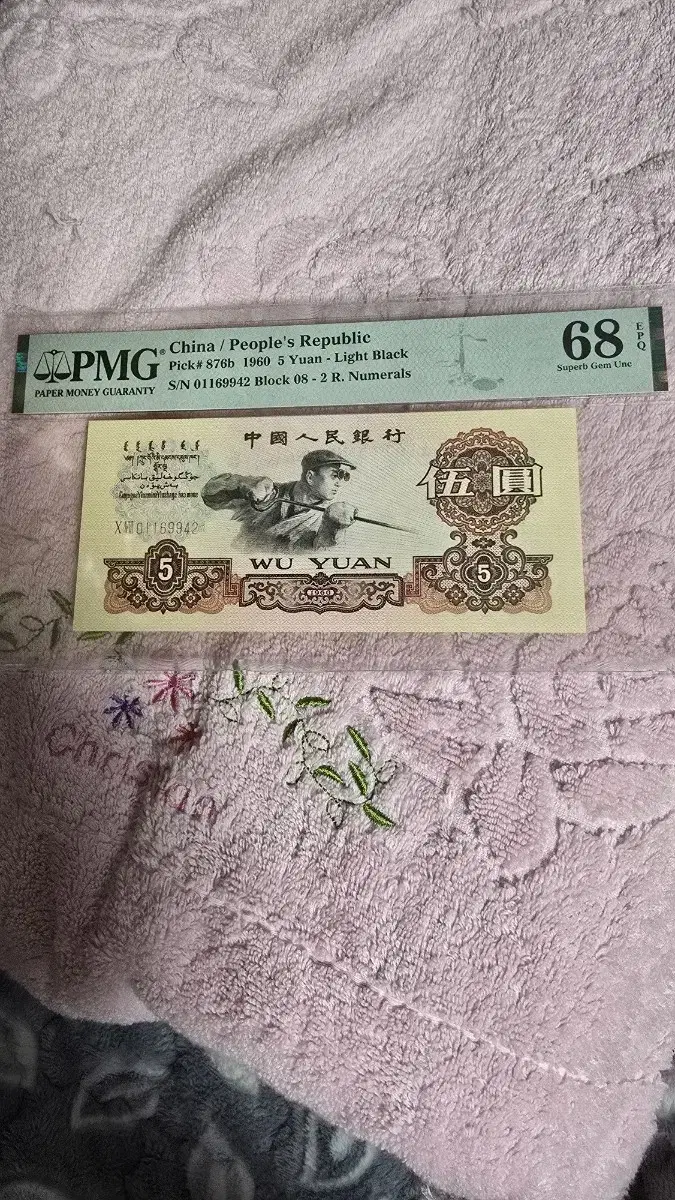 PMG®
PAPER MONEY GUARANTY
China / People's Republic
Pick# 876b 1960 5 Yuan - Light Black
S/N 01169942 Block 08 - 2 R. Numerals
68
EPQ
Superb Gem Unc
中國人民銀行
伍圓
01169942
WU YUAN
5
5
1960